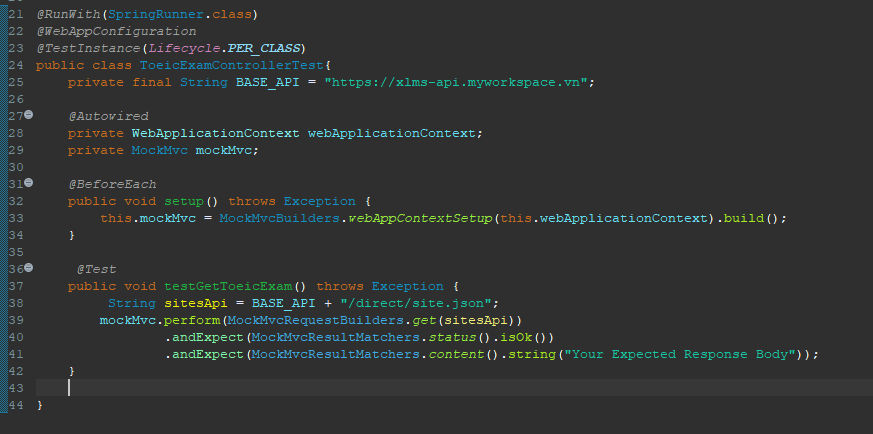 21 @RunWith(SpringRunner.class)
22 @WebAppConfiguration
23 @TestInstance(Lifecycle.PER_CLASS)
24 public class ToeicExamControllerTest{
25     private final String BASE_API = "https://xlms-api.myworkspace.vn";
26
27     @Autowired
28     private WebApplicationContext webApplicationContext;
29     private MockMvc mockMvc;
30
31     @BeforeEach
32     public void setup() throws Exception {
33         this.mockMvc = MockMvcBuilders.webAppContextSetup(this.webApplicationContext).build();
34     }
35
36      @Test
37     public void testGetToeicExam() throws Exception {
38          String sitesApi = BASE_API + "/direct/site.json";
39         mockMvc.perform(MockMvcRequestBuilders.get(sitesApi))
40                 .andExpect(MockMvcResultMatchers.status().isOk())
41                 .andExpect(MockMvcResultMatchers.content().string("Your Expected Response Body"));
42     }
43
44 }